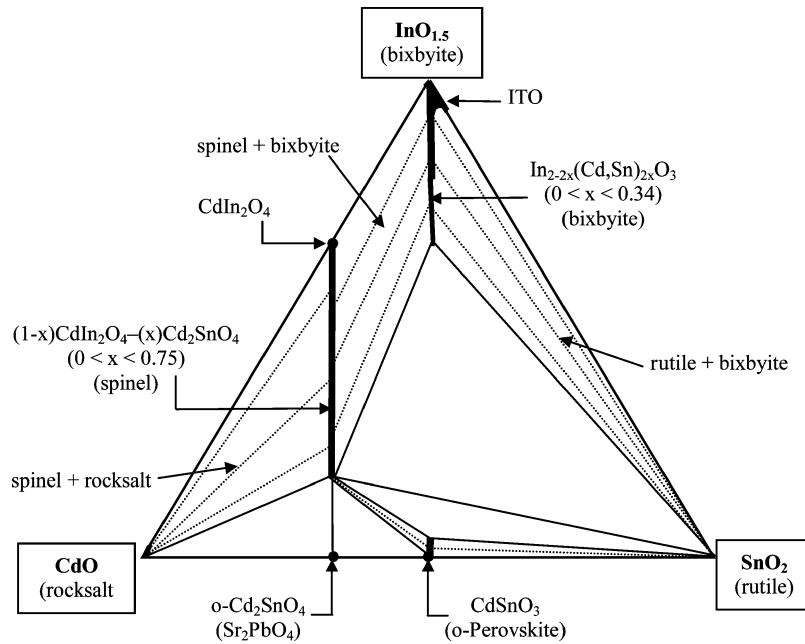 InO1.5
(bixbyite)
ITO
spinel + bixbyite
In2-2x(Cd,Sn)2xO3
(0 < x < 0.34)
(bixbyite)
CdIn2O4
(1-x)CdIn2O4–(x)Cd2SnO4
(0 < x < 0.75)
(spinel)
rutile + bixbyite
spinel + rocksalt
CdO
(rocksalt
SnO2
(rutile)
o-Cd2SnO4
(Sr2PbO4)
CdSnO3
(o-Perovskite)